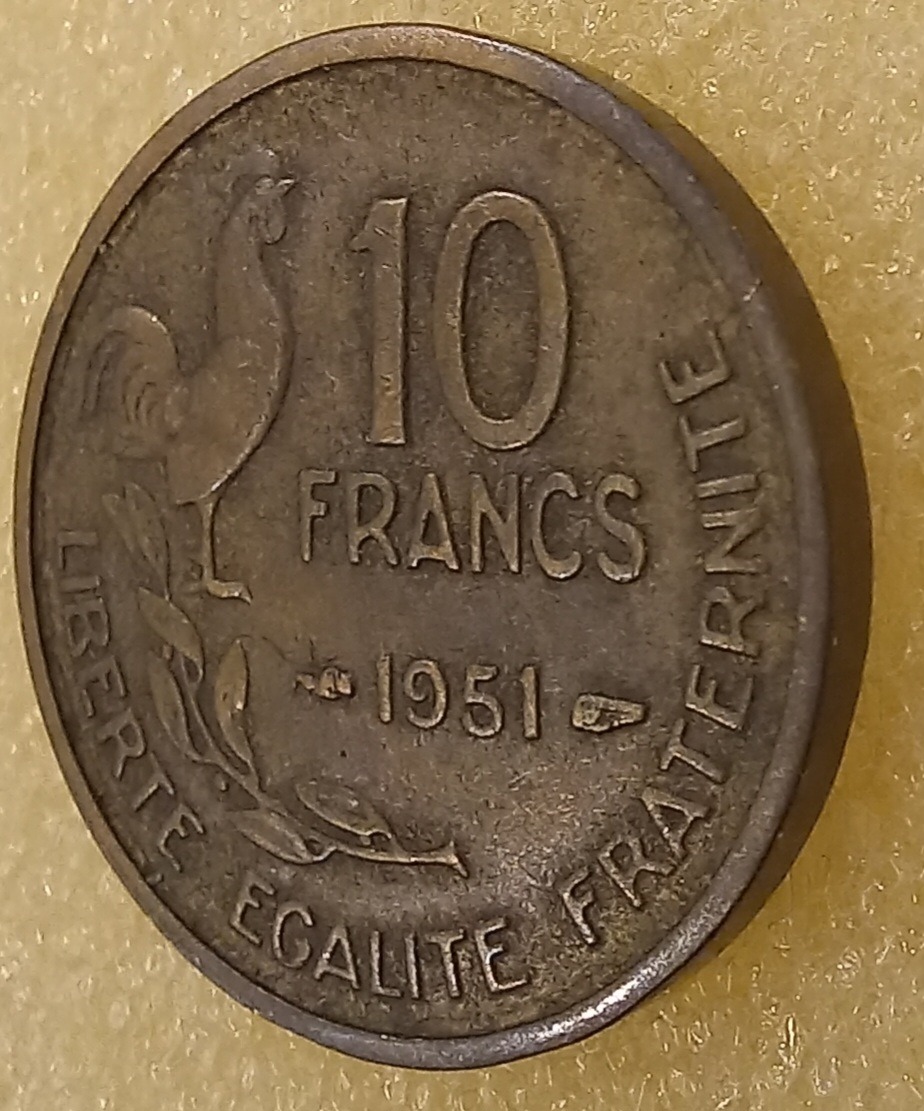 10
FRANCS
1951
LIBERTE EGALITE FRATERNITE